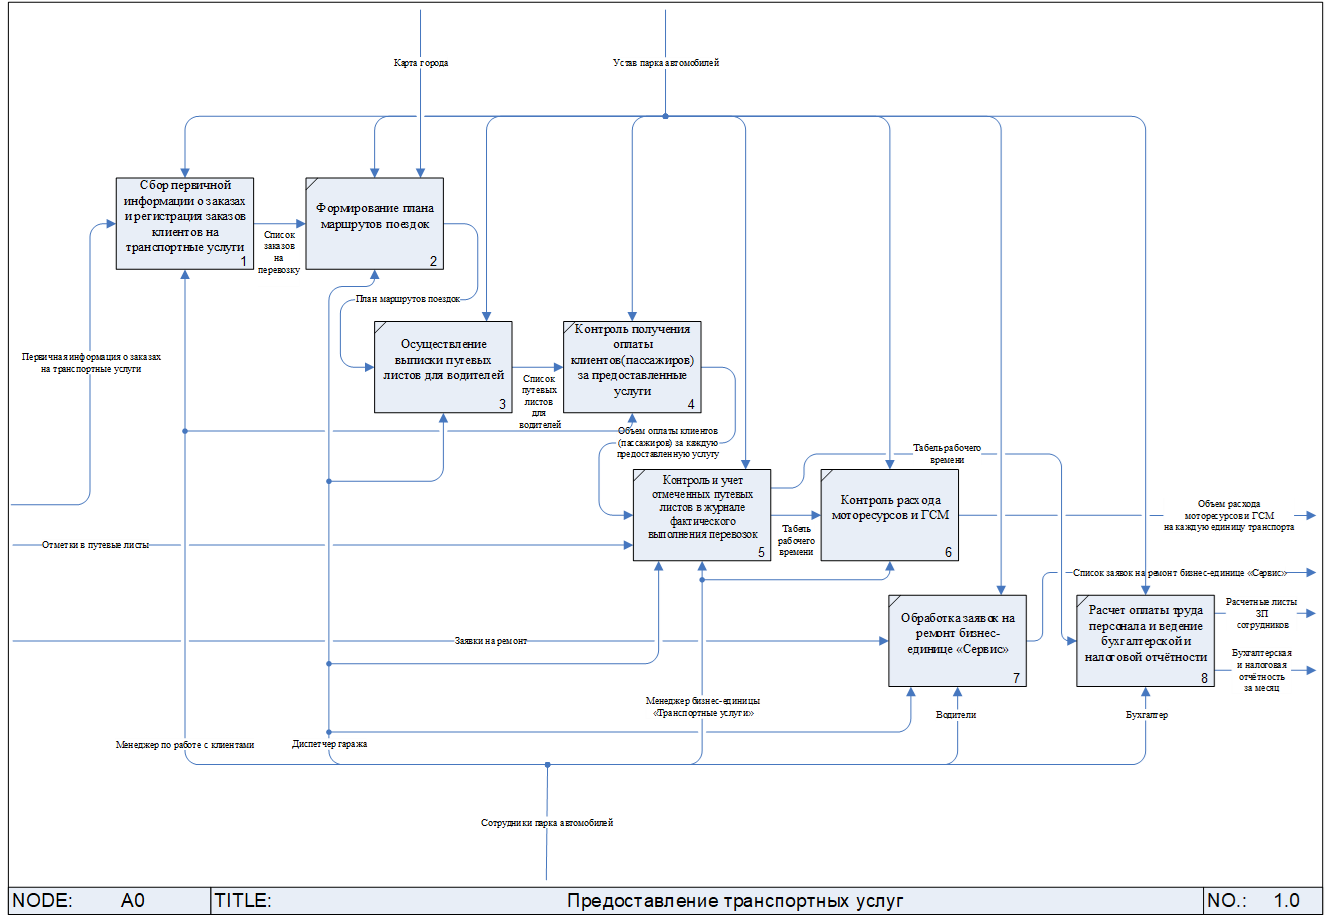 Карта города
Устав парка автомобилей
Сбор первичной
информации о заказах
и регистрация заказов
клиентов на
транспортные услуги
1
Формирование плана
маршрутов поездок
2
Список
заказов
на
перевозку
План маршрутов поездок
Первичная информация о заказах
на транспортные услуги
Осуществление
выписки путевых
листов для водителей
3
Список
путевых
листов
для
водителей
Контроль получения
оплаты
клиентов(пассажиров)
за предоставленные
услуги
4
Объем оплаты клиентов
(пассажиров) за каждую
предоставленную услугу
Контроль и учет
отмеченных путевых
листов в журнале
фактического
выполнения перевозок
5
Табель рабочего
времени
Табель
рабочего
времени
Контроль расхода
моторесурсов и ГСМ
6
Объем расхода
моторесурсов и ГСМ
на каждую единицу транспорта
Отметки в путевые листы
Список заявок на ремонт бизнес-единице «Сервис»
Заявки на ремонт
Обработка заявок на
ремонт бизнес-
единице «Сервис»
7
Расчет оплаты труда
персонала и ведение
бухгалтерской и
налоговой отчётности
8
Расчетные листы
ЗП
сотрудников
Бухгалтерская
и налоговая
отчётность
за месяц
Менеджер бизнес-единицы
«Транспортные услуги»
Водители
Бухгалтер
Менеджер по работе с клиентами
Диспетчер гаража
Сотрудники парка автомобилей
NODE: A0
TITLE: Предоставление транспортных услуг
NO.: 1.0